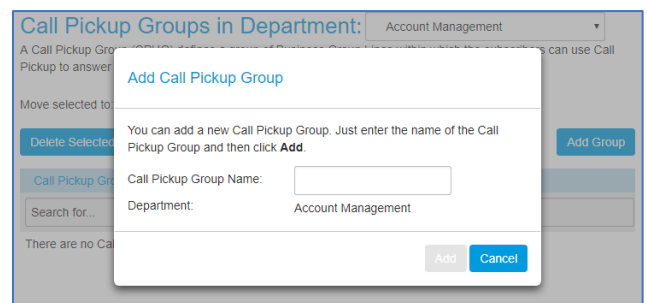 Call Pickup Groups in Department: Account Management
A Call Pickup Group (CPUG) defines a group of Business Group Lines within which the subscribers can use Call
Pickup to answer
Add Call Pickup Group
Move selected to:
You can add a new Call Pickup Group. Just enter the name of the Call
Pickup Group and then click Add.
Delete Selected
Add Group
Call Pickup Gro
Call Pickup Group Name:
Search for...
Department: Account Management
There are no Cal
Add Cancel